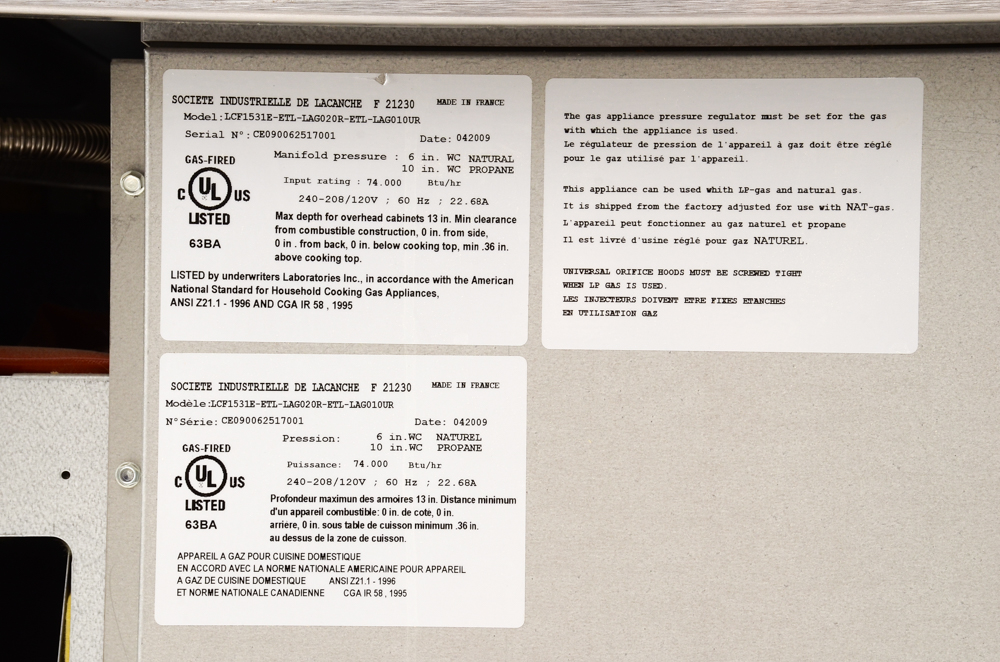 SOCIETE INDUSTRIELLE DE LACANCHE F 21230 MADE IN FRANCE
Model:LCF1531E-ETL-LAG020R-ETL-LAG010UR
Serial N°: CE090062517001 Date: 042009
Manifold pressure : 6 in. WC NATURAL
10 in. WC PROPANE
Input rating : 74.000 Btu/hr
240-208/120V ; 60 Hz ; 22.68A
GAS-FIRED
C UL US
LISTED
63BA
Max depth for overhead cabinets 13 in. Min clearance
from combustible construction, 0 in. from side,
0 in . from back, 0 in. below cooking top, min .36 in.
above cooking top.
LISTED by underwriters Laboratories Inc., in accordance with the American
National Standard for Household Cooking Gas Appliances,
ANSI Z21.1 - 1996 AND CGA IR 58 , 1995
The gas appliance pressure regulator must be set for the gas
with which the appliance is used.
Le régulateur de pression de l'appareil à gaz doit être réglé
pour le gaz utilisé par l'appareil.
This appliance can be used whith LP-gas and natural gas.
It is shipped from the factory adjusted for use with NAT-gas.
L'appareil peut fonctionner au gaz naturel et propane
Il est livré d'usine réglé pour gaz NATUREL.
UNIVERSAL ORIFICE HOODS MUST BE SCREWED TIGHT
WHEN LP GAS IS USED.
LES INJECTEURS DOIVENT ETRE FIXES ETANCHES
EN UTILISATION GAZ
SOCIETE INDUSTRIELLE DE LACANCHE F 21230 MADE IN FRANCE
Modèle:LCF1531E-ETL-LAG020R-ETL-LAG010UR
N°Série: CE090062517001 Date: 042009
Pression: 6 in.WC NATUREL
10 in.WC PROPANE
Puissance: 74.000 Btu/hr
240-208/120V ; 60 Hz ; 22.68A
GAS-FIRED
C UL US
LISTED
63BA
Profondeur maximun des armoires 13 in. Distance minimum
d'un appareil combustible: 0 in. de cote, 0 in.
arriére, 0 in. sous table de cuisson minimum .36 in.
au dessus de la zone de cuisson.
APPAREIL A GAZ POUR CUISINE DOMESTIQUE
EN ACCORD AVEC LA NORME NATIONALE AMERICAINE POUR APPAREIL
A GAZ DE CUISINE DOMESTIQUE ANSI Z21.1 - 1996
ET NORME NATIONALE CANADIENNE CGA IR 58 , 1995